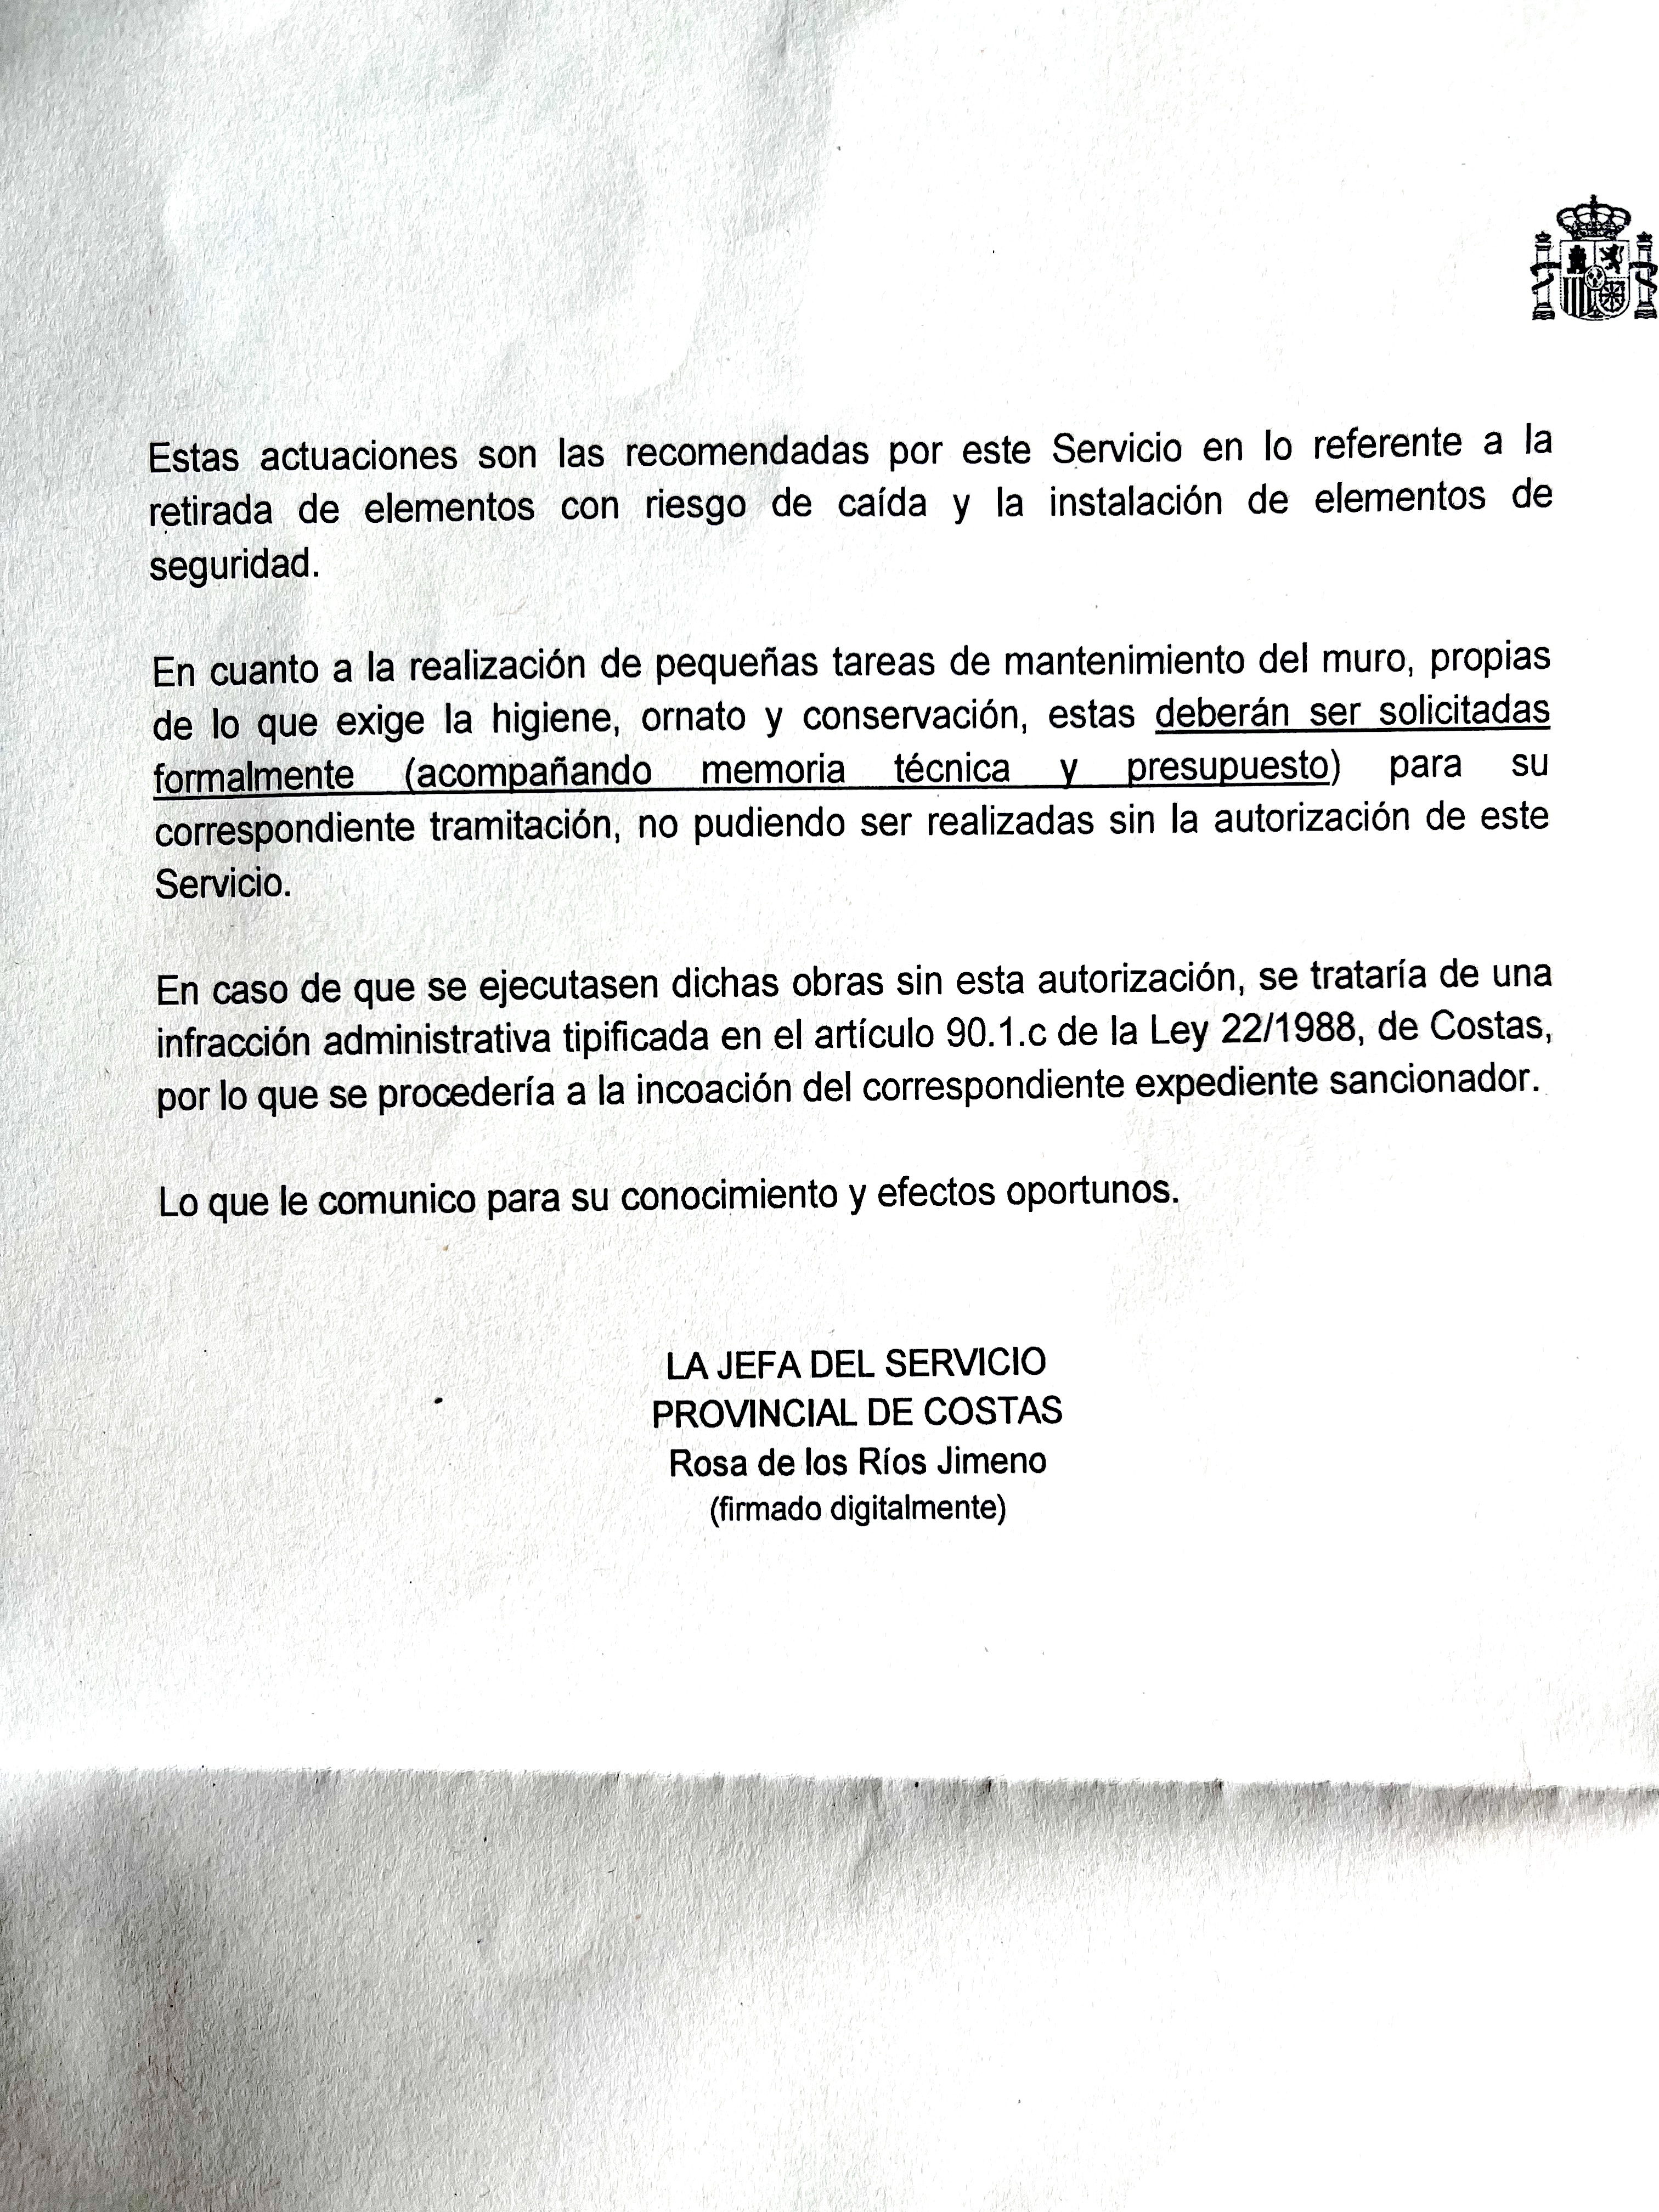 Estas actuaciones son las recomendadas por este Servicio en lo referente a la
retirada de elementos con riesgo de caída y la instalación de elementos de
seguridad.
En cuanto a la realización de pequeñas tareas de mantenimiento del muro, propias
de lo que exige la higiene, ornato y conservación, estas deberán ser solicitadas
formalmente (acompañando memoria técnica y presupuesto) para su
correspondiente tramitación, no pudiendo ser realizadas sin la autorización de este
Servicio.
En caso de que se ejecutasen dichas obras sin esta autorización, se trataría de una
infracción administrativa tipificada en el artículo 90.1.c de la Ley 22/1988, de Costas,
por lo que se procedería a la incoación del correspondiente expediente sancionador.
Lo que le comunico para su conocimiento y efectos oportunos.
LA JEFA DEL SERVICIO
PROVINCIAL DE COSTAS
Rosa de los Ríos Jimeno
(firmado digitalmente)